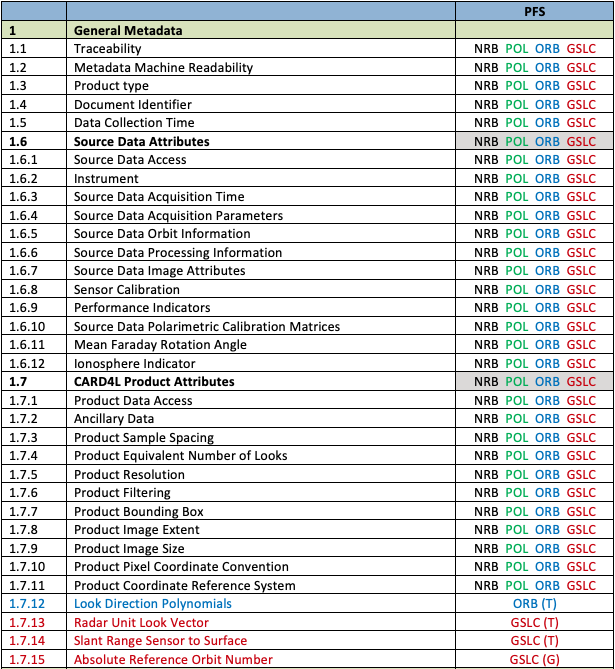 PFS
1 General Metadata
1.1 Traceability NRB POL ORB GSLC
1.2 Metadata Machine Readability NRB POL ORB GSLC
1.3 Product type NRB POL ORB GSLC
1.4 Document Identifier NRB POL ORB GSLC
1.5 Data Collection Time NRB POL ORB GSLC
1.6 Source Data Attributes NRB POL ORB GSLC
1.6.1 Source Data Access NRB POL ORB GSLC
1.6.2 Instrument NRB POL ORB GSLC
1.6.3 Source Data Acquisition Time NRB POL ORB GSLC
1.6.4 Source Data Acquisition Parameters NRB POL ORB GSLC
1.6.5 Source Data Orbit Information NRB POL ORB GSLC
1.6.6 Source Data Processing Information NRB POL ORB GSLC
1.6.7 Source Data Image Attributes NRB POL ORB GSLC
1.6.8 Sensor Calibration NRB POL ORB GSLC
1.6.9 Performance Indicators NRB POL ORB GSLC
1.6.10 Source Data Polarimetric Calibration Matrices NRB POL ORB GSLC
1.6.11 Mean Faraday Rotation Angle NRB POL ORB GSLC
1.6.12 Ionosphere Indicator NRB POL ORB GSLC
1.7 CARD4L Product Attributes NRB POL ORB GSLC
1.7.1 Product Data Access NRB POL ORB GSLC
1.7.2 Ancillary Data NRB POL ORB GSLC
1.7.3 Product Sample Spacing NRB POL ORB GSLC
1.7.4 Product Equivalent Number of Looks NRB POL ORB GSLC
1.7.5 Product Resolution NRB POL ORB GSLC
1.7.6 Product Filtering NRB POL ORB GSLC
1.7.7 Product Bounding Box NRB POL ORB GSLC
1.7.8 Product Image Extent NRB POL ORB GSLC
1.7.9 Product Image Size NRB POL ORB GSLC
1.7.10 Product Pixel Coordinate Convention NRB POL ORB GSLC
1.7.11 Product Coordinate Reference System NRB POL ORB GSLC
1.7.12 Look Direction Polynomials ORB (T)
1.7.13 Radar Unit Look Vector GSLC (T)
1.7.14 Slant Range Sensor to Surface GSLC (T)
1.7.15 Absolute Reference Orbit Number GSLC (G)